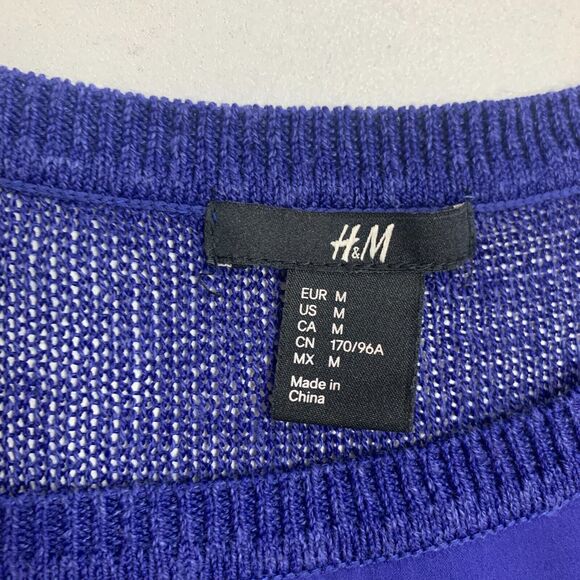 H&M
EUR M
US M
CA M
CN 170/96A
MX M
Made in
China